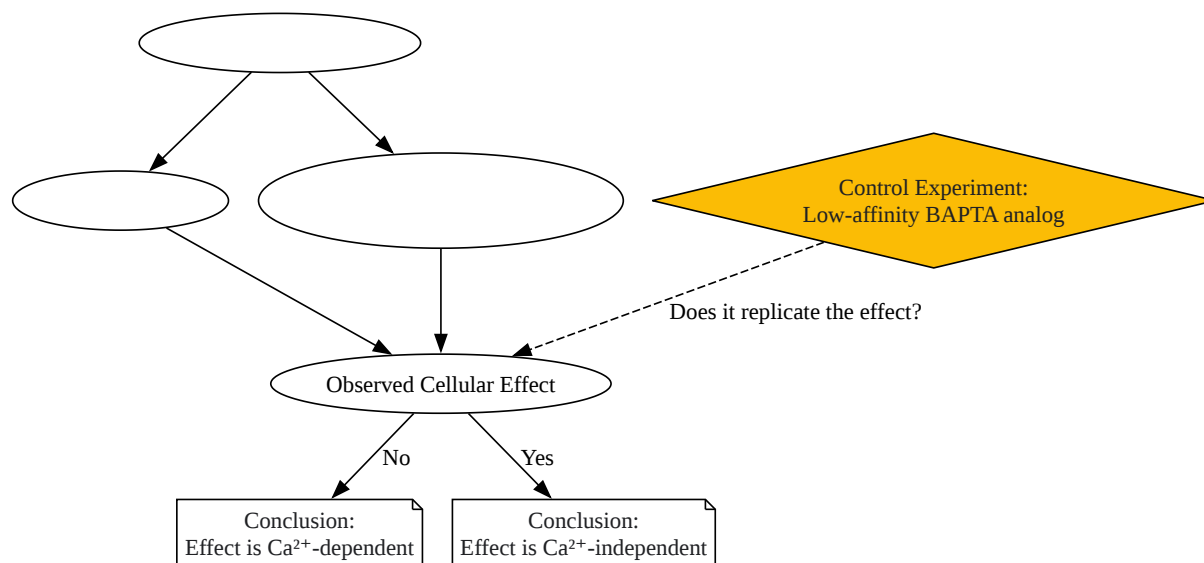 Control Experiment:
Low-affinity BAPTA analog
Does it replicate the effect?
Observed Cellular Effect
No
Yes
Conclusion:
Effect is Ca²⁺-dependent
Conclusion:
Effect is Ca²⁺-independent